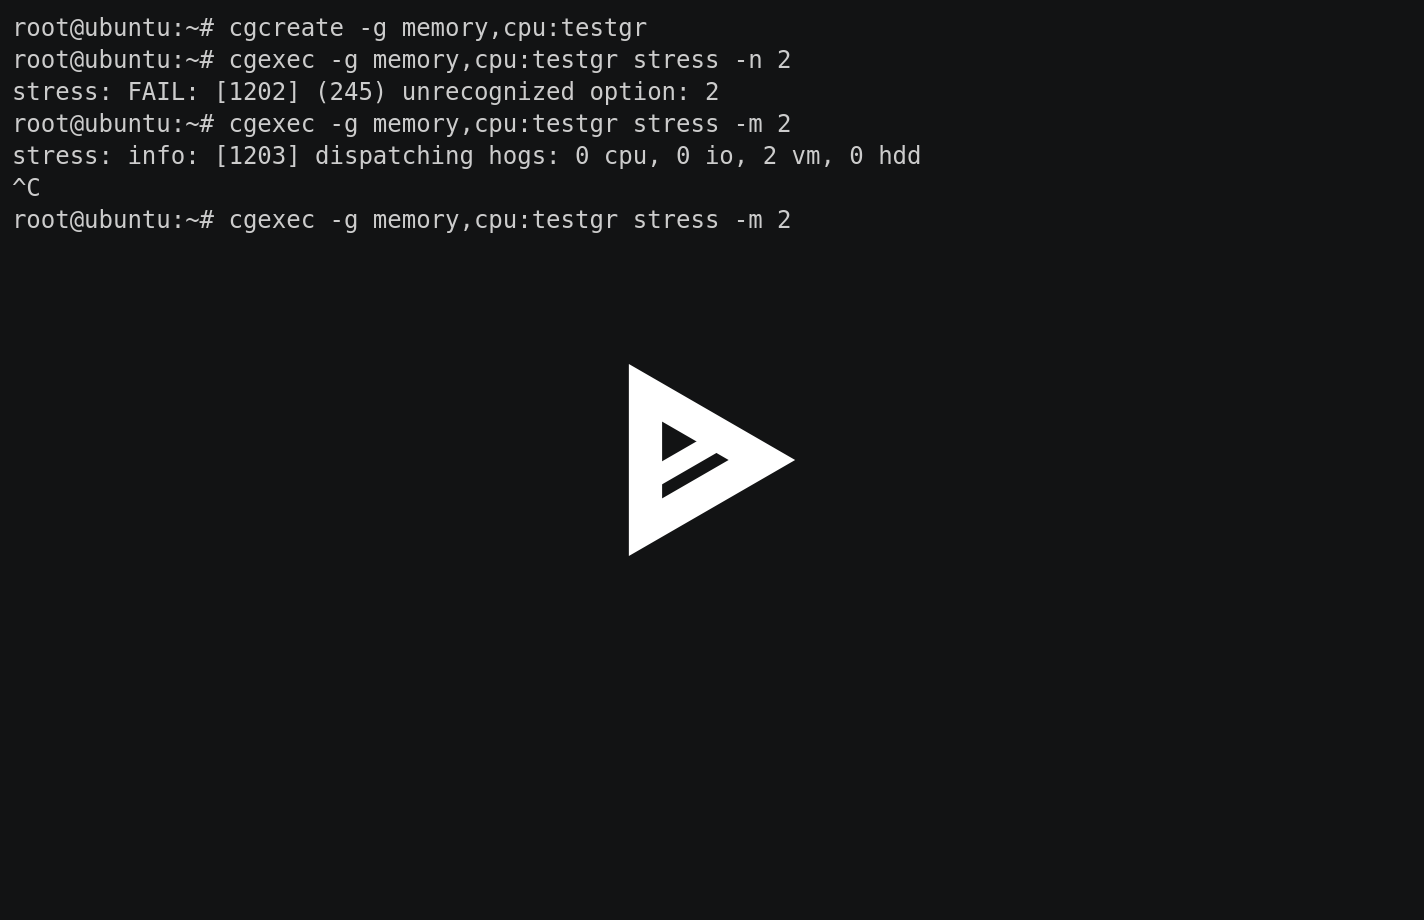 root@ubuntu:~# cgcreate -g memory,cpu:testgr
root@ubuntu:~# cgexec -g memory,cpu:testgr stress -n 2
stress: FAIL: [1202] (245) unrecognized option: 2
root@ubuntu:~# cgexec -g memory,cpu:testgr stress -m 2
stress: info: [1203] dispatching hogs: 0 cpu, 0 io, 2 vm, 0 hdd
^C
root@ubuntu:~# cgexec -g memory,cpu:testgr stress -m 2